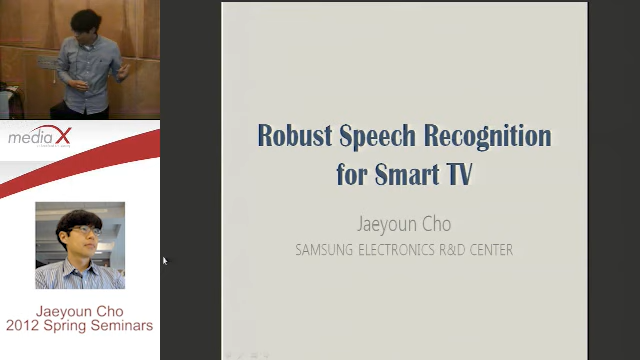 mediaX
Jaeyoun Cho
2012 Spring Seminars
Robust Speech Recognition
for Smart TV
Jaeyoun Cho
SAMSUNG ELECTRONICS R&D CENTER